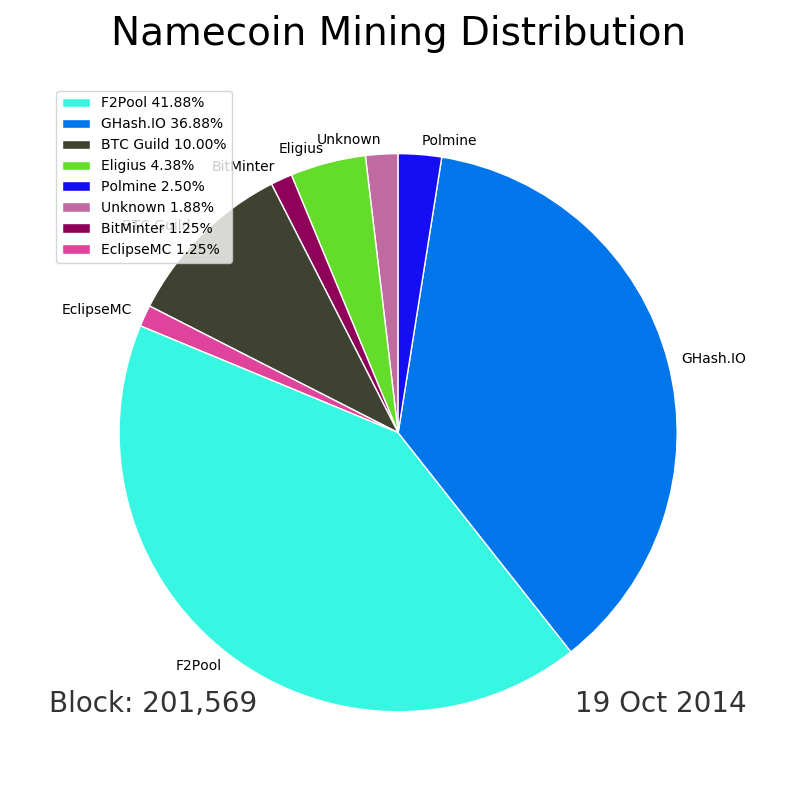 Namecoin Mining Distribution
F2Pool 41.88%
GHash.IO 36.88%
BTC Guild 10.00%
Eligius 4.38%
Polmine 2.50%
Unknown 1.88%
BitMinter 1.25%
EclipseMC 1.25%
Polmine
Unknown
Eligius
BitMinter
BTC Guild
EclipseMC
GHash.IO
F2Pool
Block: 201,569
19 Oct 2014